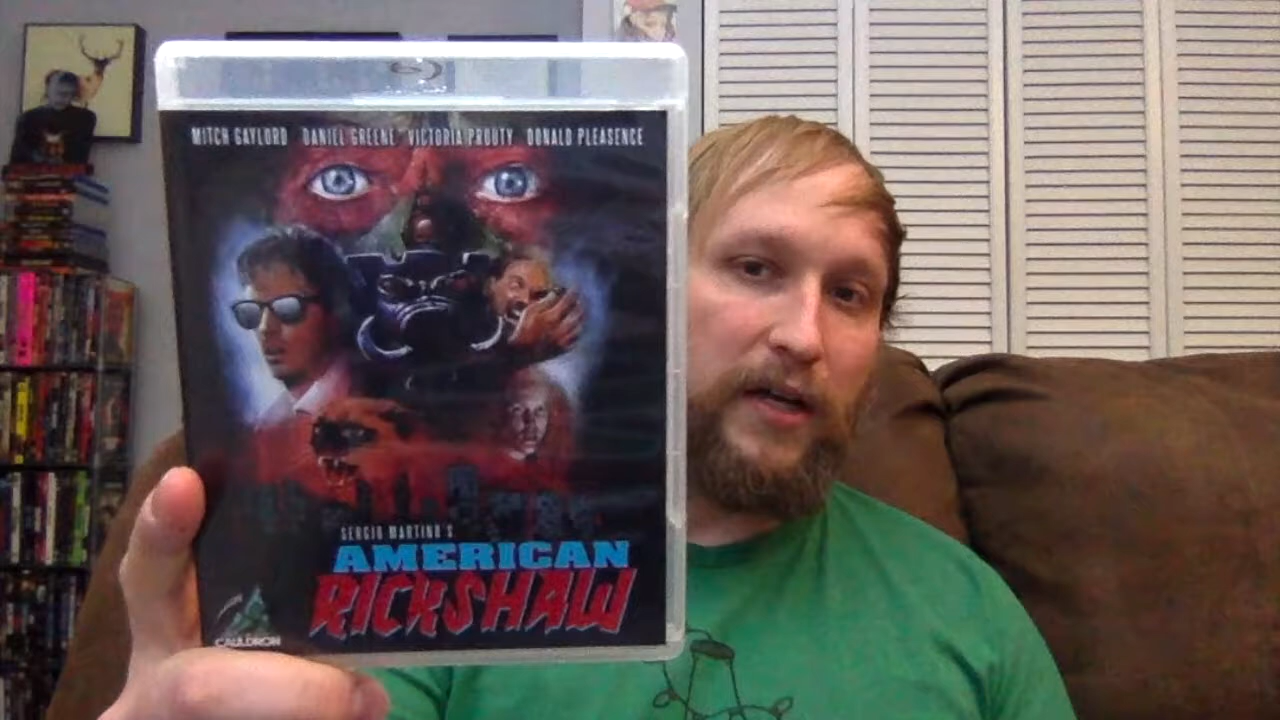 MITCH GAYLORD DANIEL GREENE VICTORIA PROUTY DONALD PLEASENCE
SERGIO MARTINO'S
AMERICAN
RICKSHAW
CAULDRON